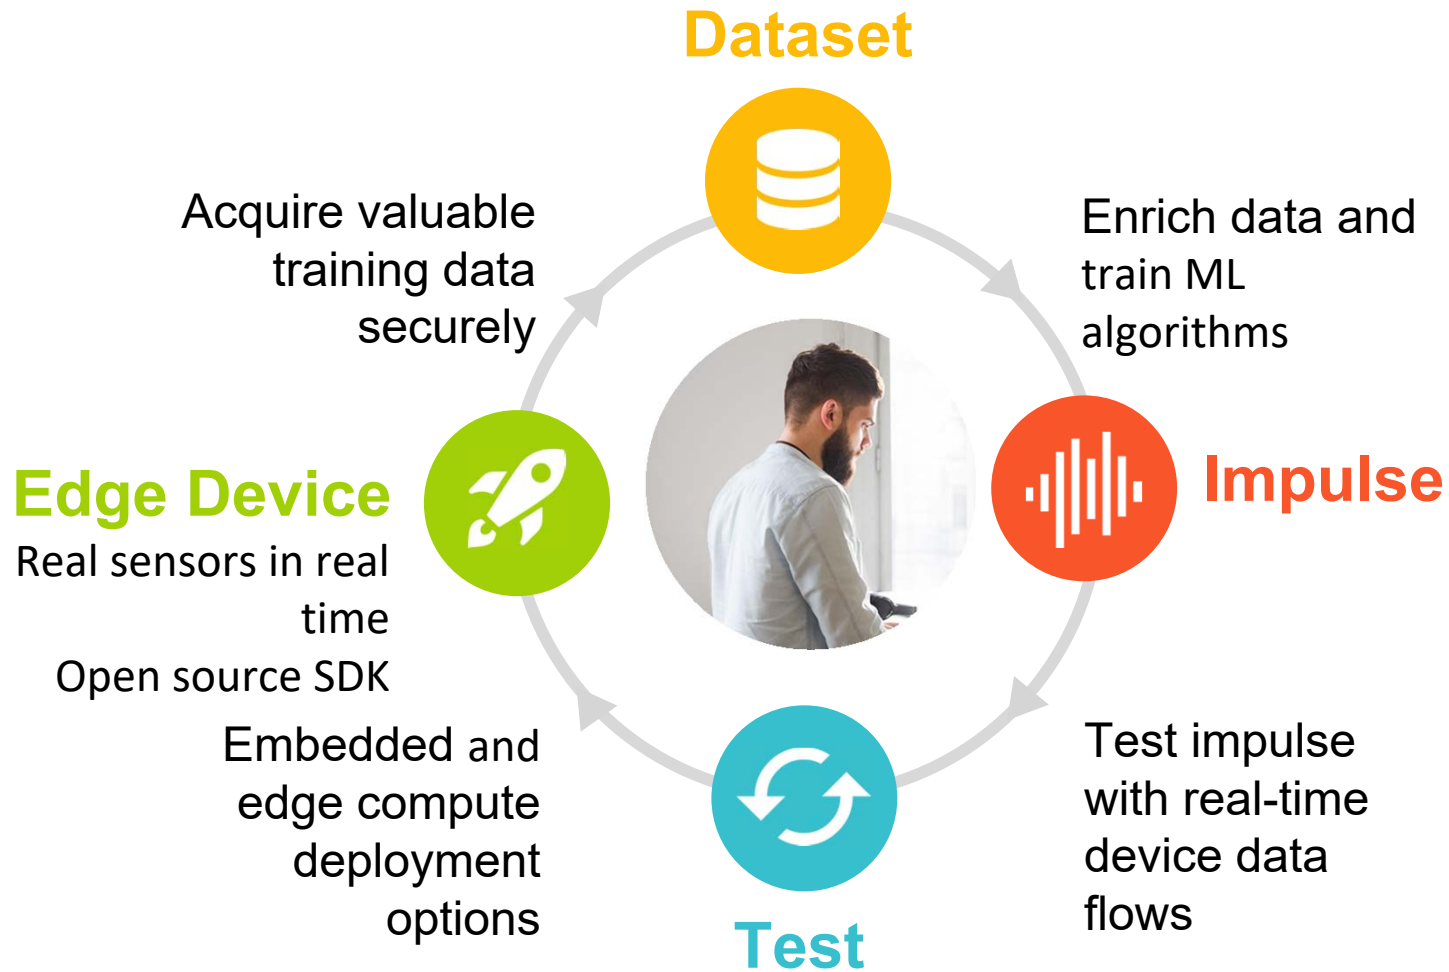 Dataset
Acquire valuable
training data
securely
Enrich data and
train ML
algorithms
Edge Device
Real sensors in real
time
Open source SDK
Impulse
Embedded and
edge compute
deployment
options
Test impulse
with real-time
device data
flows
Test